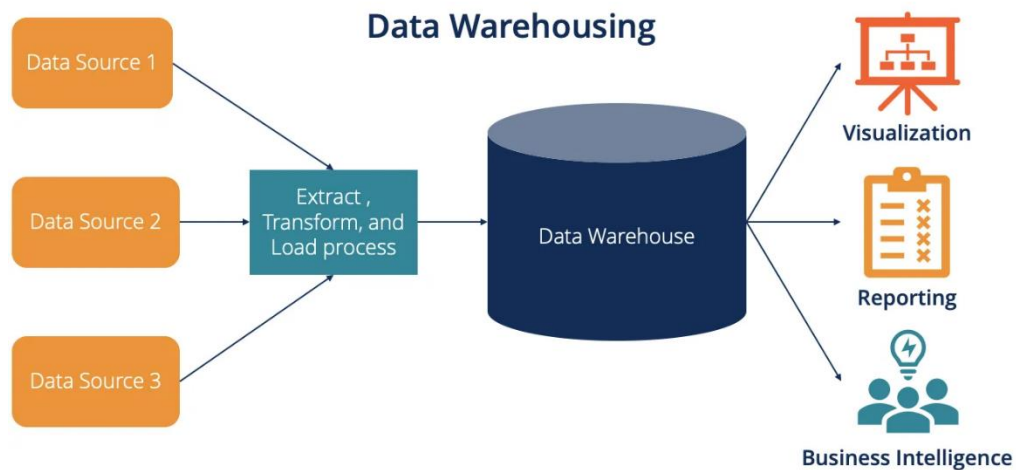 Data Warehousing
Data Source 1
Data Source 2
Data Source 3
Extract ,
Transform, and
Load process
Data Warehouse
Visualization
Reporting
Business Intelligence